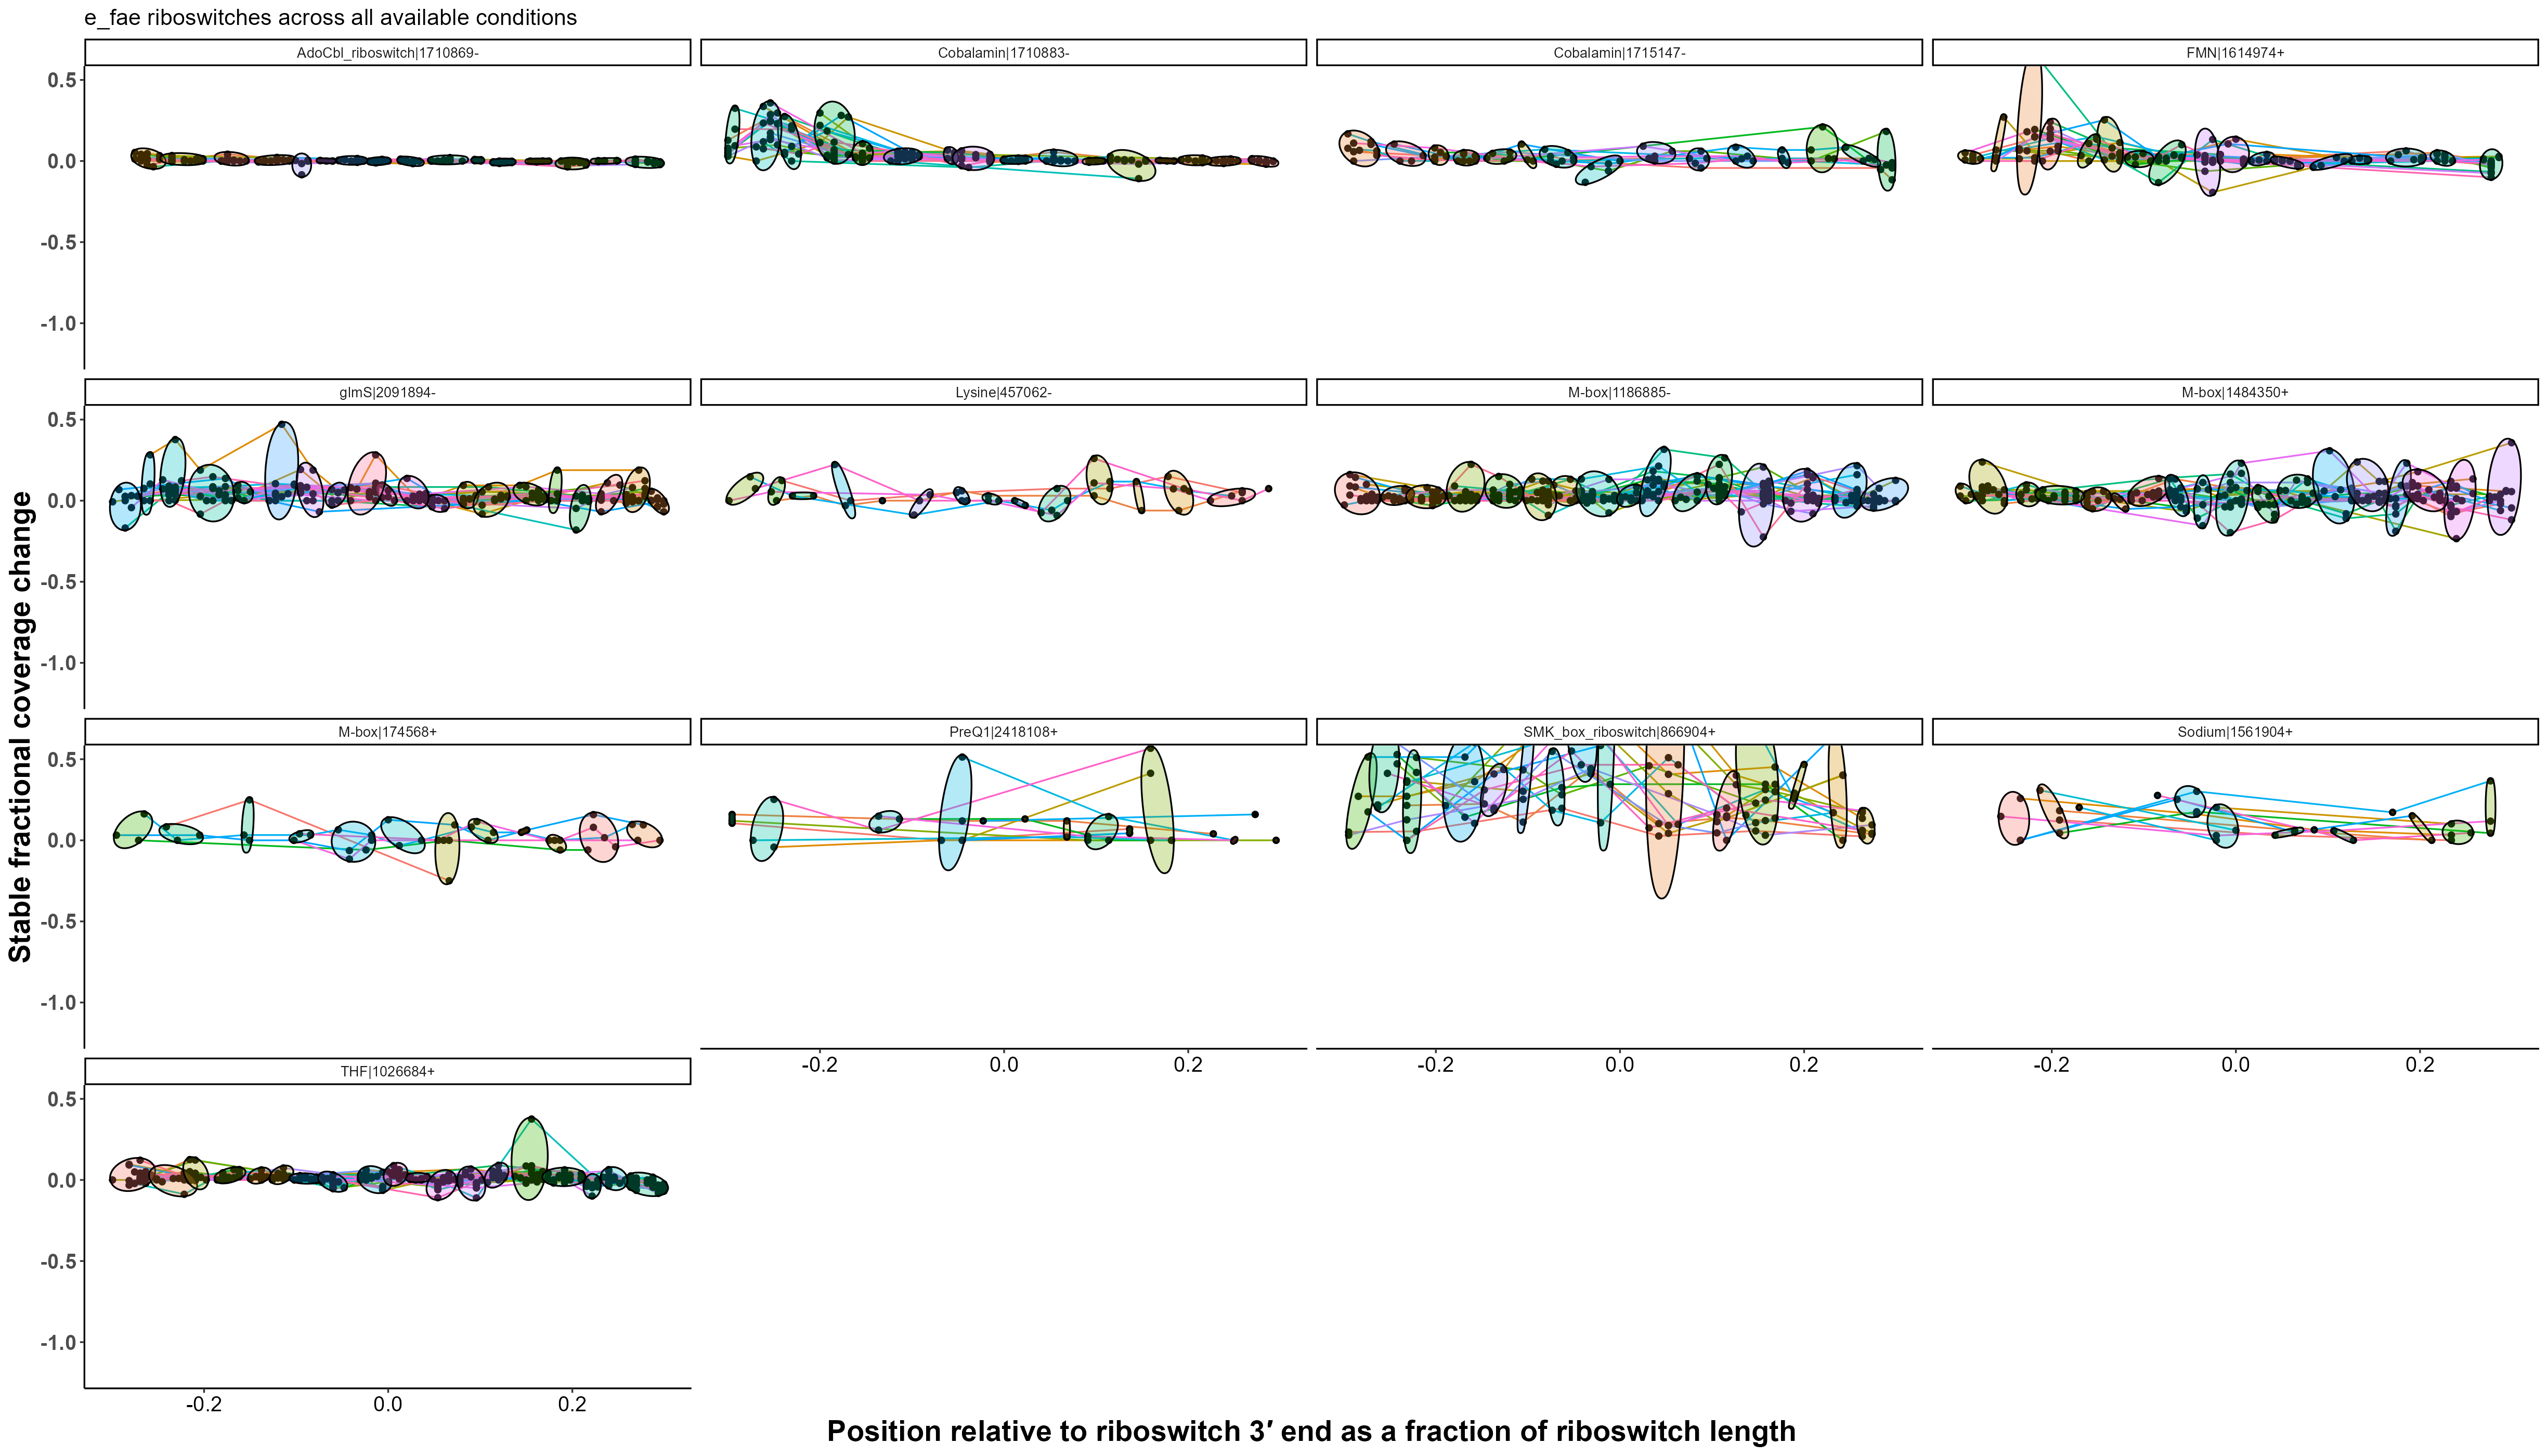 e_fae riboswitches across all available conditions
AdoCbl_riboswitch|1710869-
Cobalamin|1710883-
Cobalamin|1715147-
FMN|1614974+
0.5
0.0
-0.5
-1.0
glmS|2091894-
Lysine|457062-
M-box|1186885-
M-box|1484350+
0.5
0.0
-0.5
-1.0
M-box|174568+
PreQ1|2418108+
SMK_box_riboswitch|866904+
Sodium|1561904+
0.5
0.0
-0.5
-1.0
-0.2 0.0 0.2
-0.2 0.0 0.2
-0.2 0.0 0.2
THF|1026684+
0.5
0.0
-0.5
-1.0
-0.2 0.0 0.2
Stable fractional coverage change
Position relative to riboswitch 3′ end as a fraction of riboswitch length